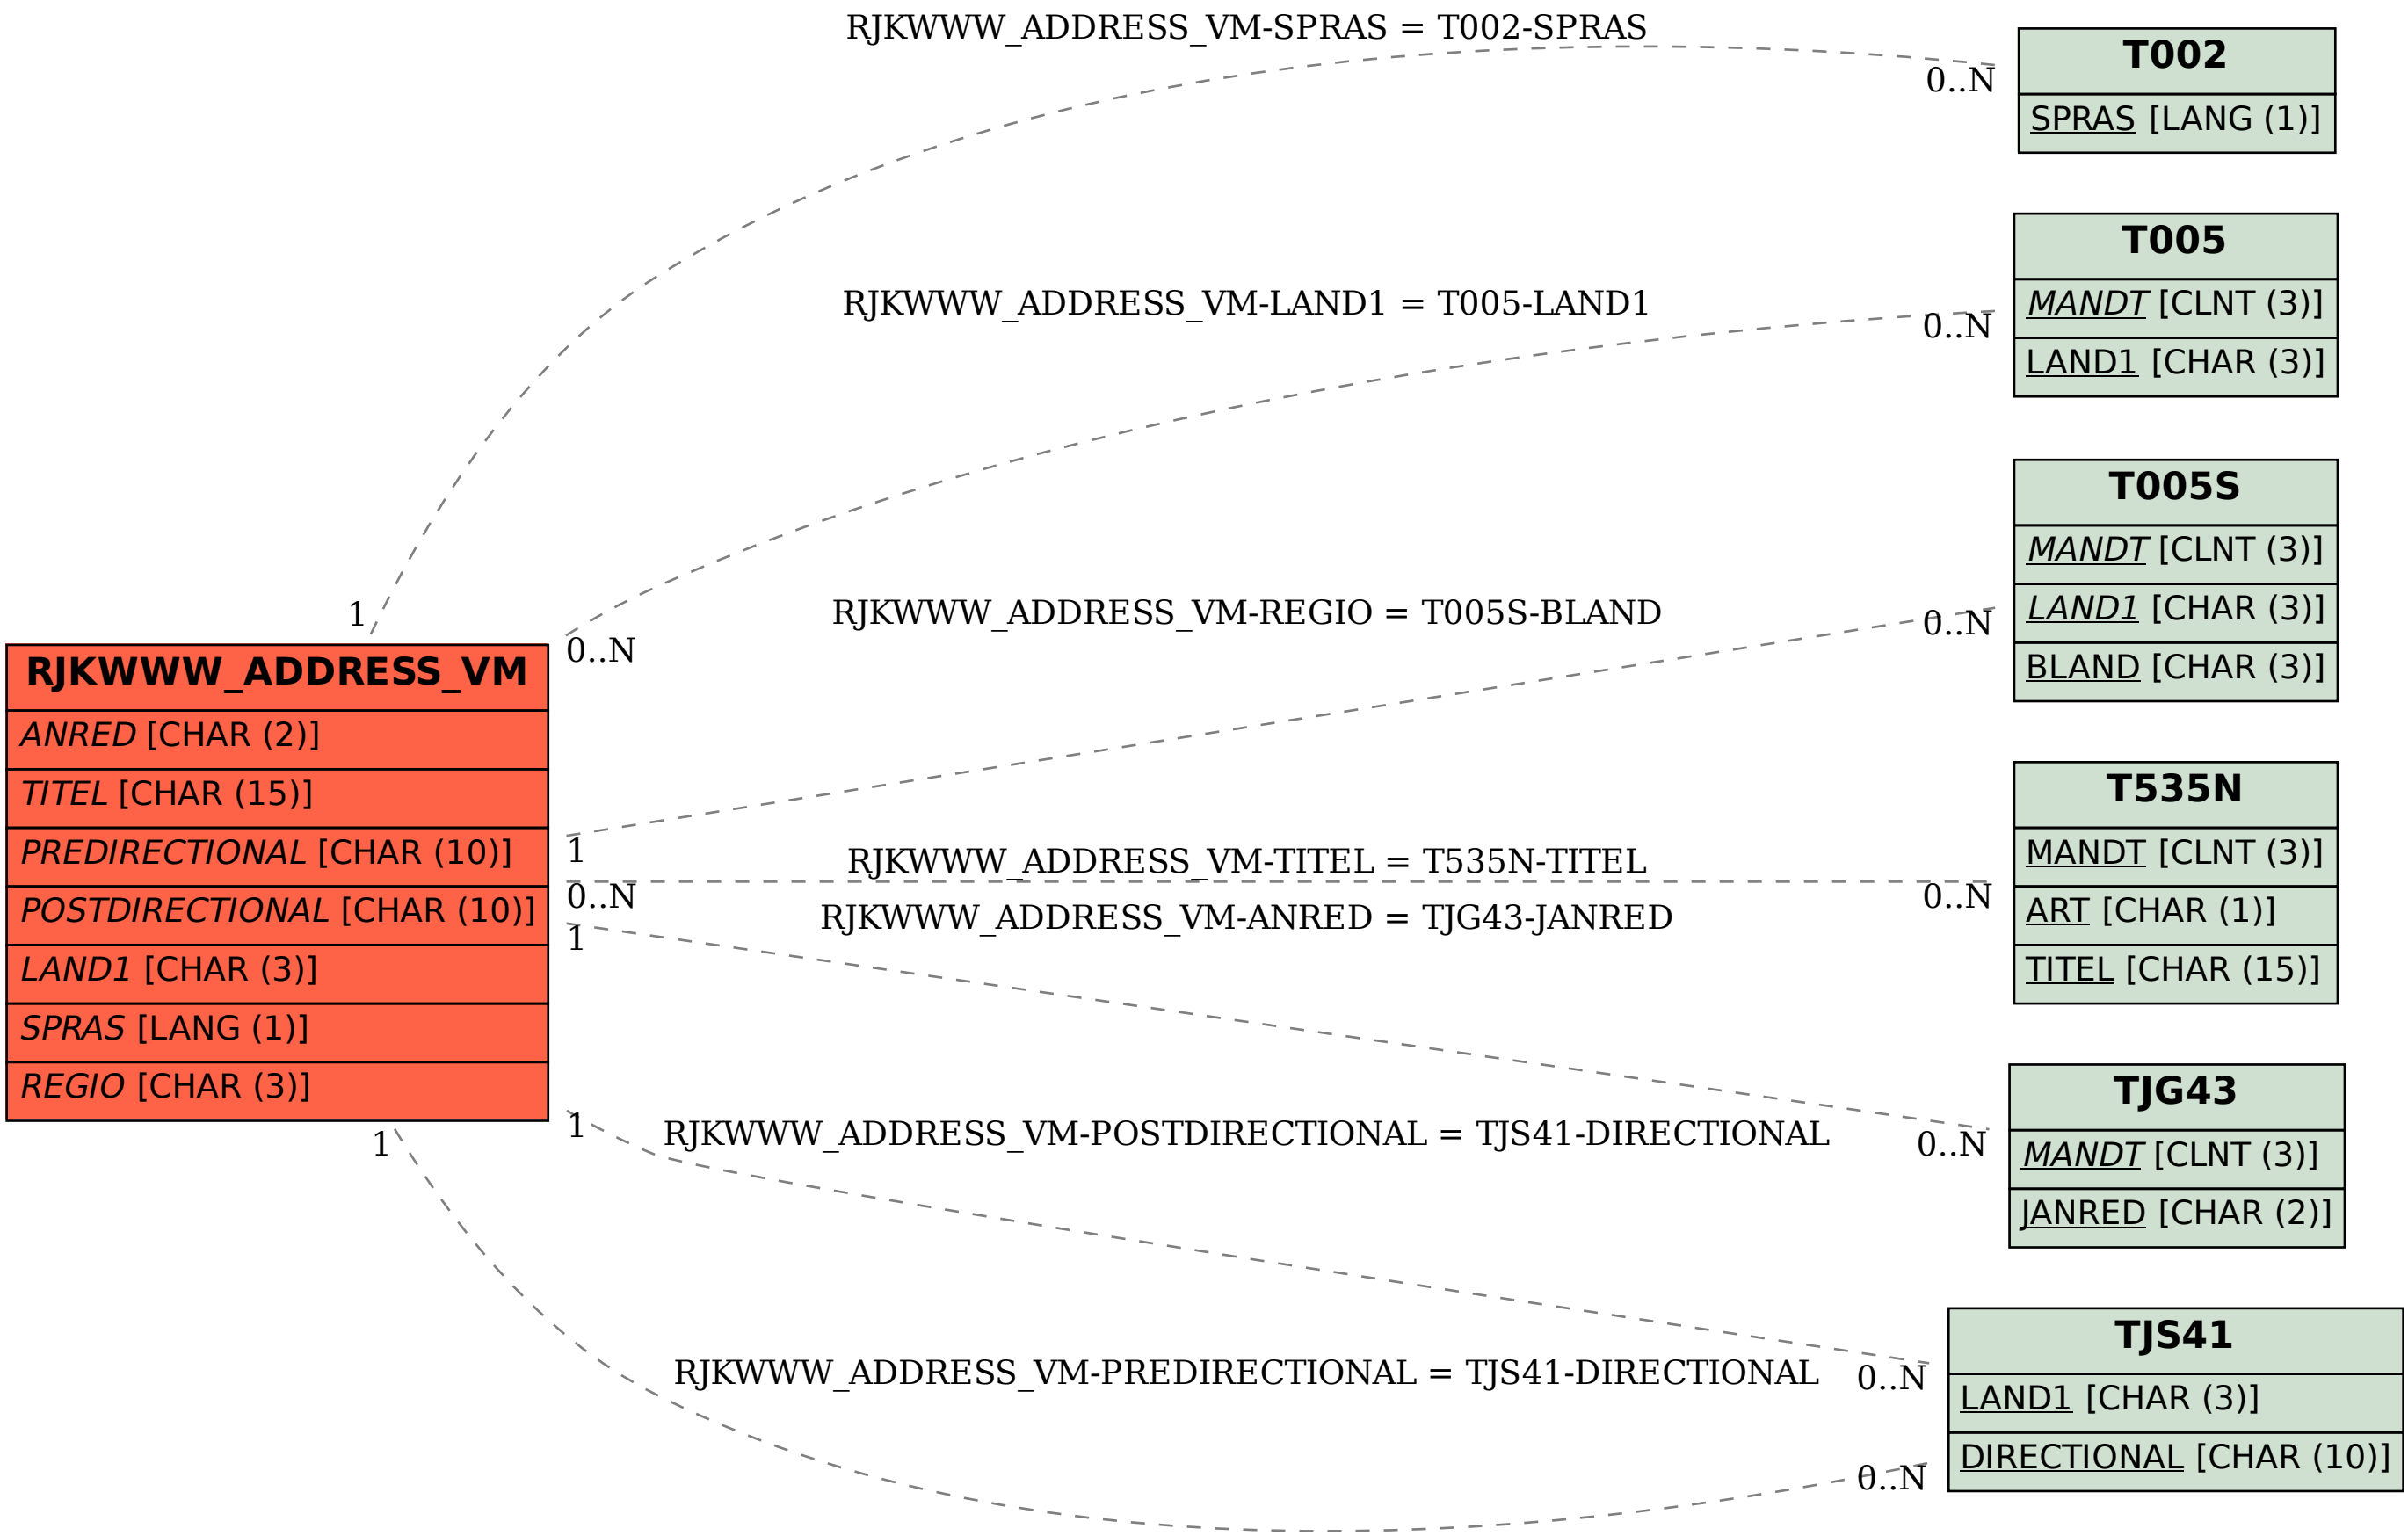 RJKWWW_ADDRESS_VM-SPRAS = T002-SPRAS
0..N
1
T002
SPRAS [LANG (1)]
RJKWWW_ADDRESS_VM-LAND1 = T005-LAND1
0..N
0..N
T005
MANDT [CLNT (3)]
LAND1 [CHAR (3)]
RJKWWW_ADDRESS_VM-REGIO = T005S-BLAND
0..N
1
T005S
MANDT [CLNT (3)]
LAND1 [CHAR (3)]
BLAND [CHAR (3)]
RJKWWW_ADDRESS_VM
ANRED [CHAR (2)]
TITEL [CHAR (15)]
PREDIRECTIONAL [CHAR (10)]
POSTDIRECTIONAL [CHAR (10)]
LAND1 [CHAR (3)]
SPRAS [LANG (1)]
REGIO [CHAR (3)]
RJKWWW_ADDRESS_VM-TITEL = T535N-TITEL
0..N
0..N
T535N
MANDT [CLNT (3)]
ART [CHAR (1)]
TITEL [CHAR (15)]
RJKWWW_ADDRESS_VM-ANRED = TJG43-JANRED
1
0..N
TJG43
MANDT [CLNT (3)]
JANRED [CHAR (2)]
RJKWWW_ADDRESS_VM-POSTDIRECTIONAL = TJS41-DIRECTIONAL
1
0..N
RJKWWW_ADDRESS_VM-PREDIRECTIONAL = TJS41-DIRECTIONAL
1
0..N
TJS41
LAND1 [CHAR (3)]
DIRECTIONAL [CHAR (10)]